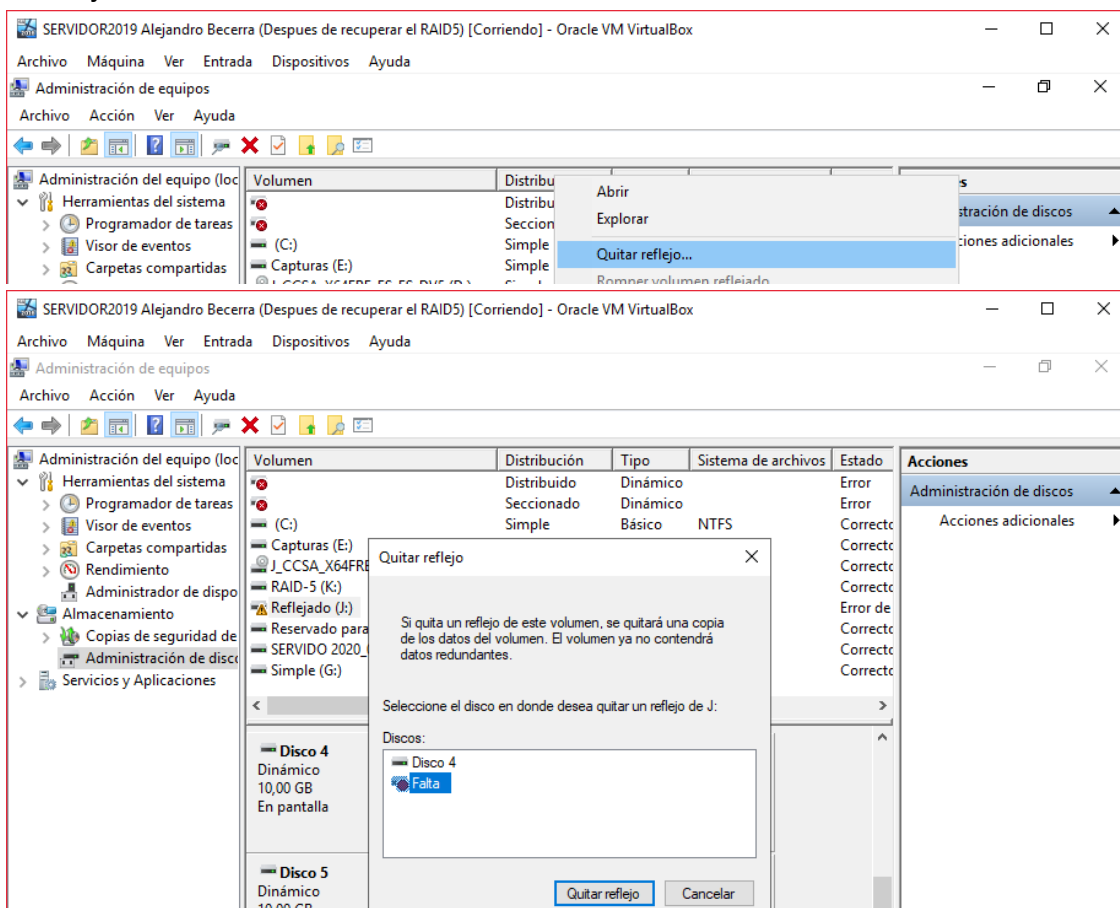 SERVIDOR2019 Alejandro Becerra (Despues de recuperar el RAID5) [Corriendo] - Oracle VM VirtualBox
Archivo Máquina Ver Entrada Dispositivos Ayuda
Administración de equipos
Archivo Acción Ver Ayuda
Administración del equipo (loc
Herramientas del sistema
Programador de tareas
Visor de eventos
Carpetas compartidas
Volumen Distribu
Distribu
Seccion
(C:) Simple
Capturas (E:) Simple
Abrir
Explorar
Quitar reflejo...
Romper volumen reflejado
s
stración de discos
iones adicionales
SERVIDOR2019 Alejandro Becerra (Despues de recuperar el RAID5) [Corriendo] - Oracle VM VirtualBox
Archivo Máquina Ver Entrada Dispositivos Ayuda
Administración de equipos
Archivo Acción Ver Ayuda
Administración del equipo (loc
Herramientas del sistema
Programador de tareas
Visor de eventos
Carpetas compartidas
Rendimiento
Administrador de dispo
Almacenamiento
Copias de seguridad de
Administración de disco
Servicios y Aplicaciones
Volumen Distribución Tipo Sistema de archivos Estado
Distribuido Dinámico Error
Seccionado Dinámico Error
(C:) Simple Básico NTFS Correcto
Capturas (E:) Correcto
J_CCSA_X64FRE Correcto
RAID-5 (K:) Correcto
Reflejado (J:) Error de
Reservado para Correcto
SERVIDO 2020_ Correcto
Simple (G:) Correcto
Acciones
Administración de discos
Acciones adicionales
Quitar reflejo
Si quita un reflejo de este volumen, se quitará una copia
de los datos del volumen. El volumen ya no contendrá
datos redundantes.
Seleccione el disco en donde desea quitar un reflejo de J:
Discos:
Disco 4
Falta
Quitar reflejo Cancelar
Disco 4
Dinámico
10,00 GB
En pantalla
Disco 5
Dinámico
10,00 GB